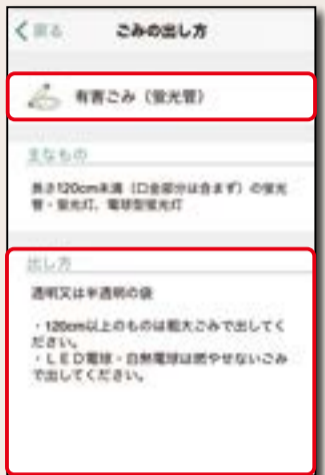 戻る
ごみの出し方
有害ごみ（蛍光管）
主なもの
長さ120cm未満（口金部分は含まず）の蛍光
管・蛍光灯、電球型蛍光灯
出し方
透明又は半透明の袋
・120cm以上のものは粗大ごみで出してく
ださい。
・ＬＥＤ電球・白熱電球は燃やせないごみ
で出してください。